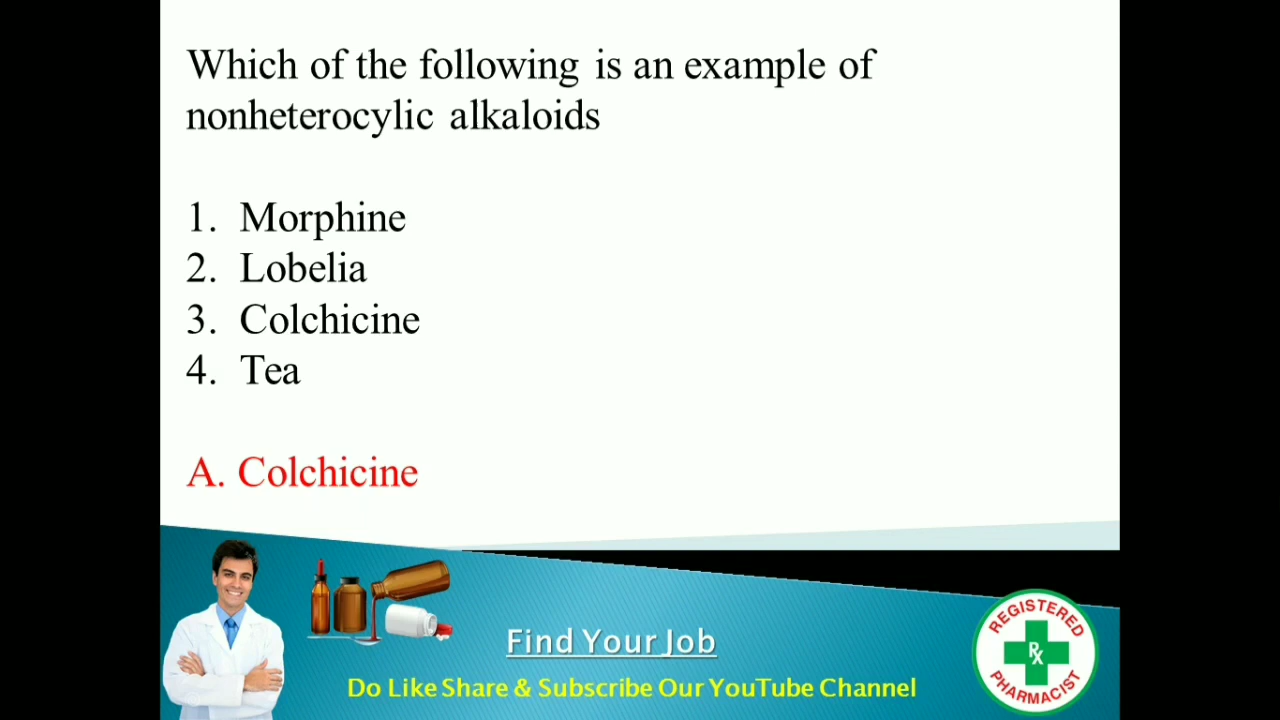 Which of the following is an example of
nonheterocylic alkaloids
1. Morphine
2. Lobelia
3. Colchicine
4. Tea
A. Colchicine
Find Your Job
Do Like Share & Subscribe Our YouTube Channel
REGISTERED
Rx
PHARMACIST